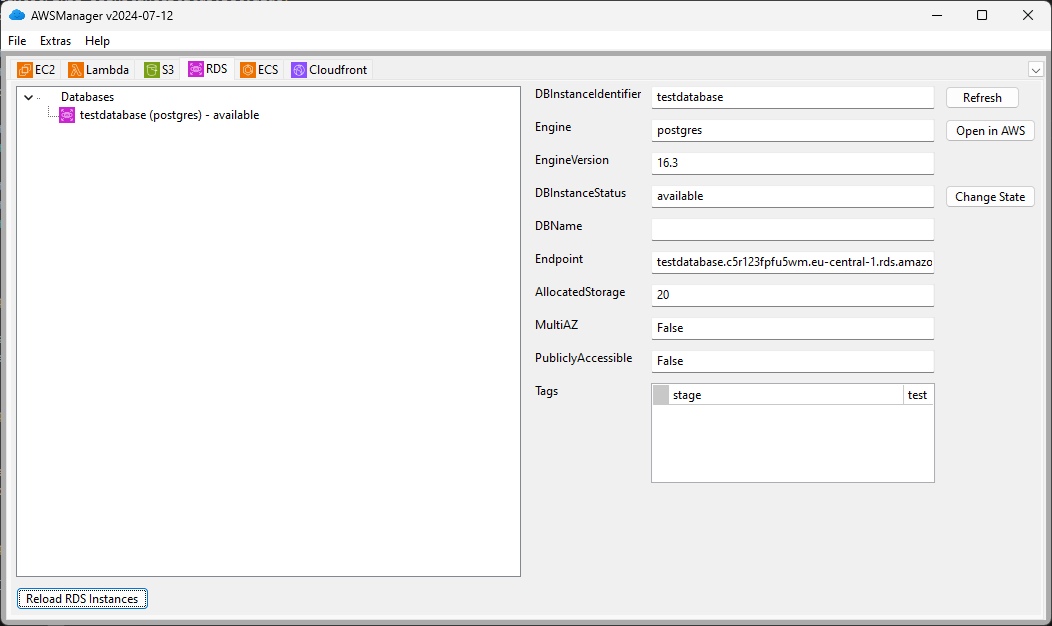 AWSManager v2024-07-12
File Extras Help
EC2 Lambda S3 RDS ECS Cloudfront
Databases
testdatabase (postgres) - available
DBInstanceIdentifier testdatabase Refresh
Engine postgres Open in AWS
EngineVersion 16.3
DBInstanceStatus available Change State
DBName
Endpoint testdatabase.c5r123fpfu5wm.eu-central-1.rds.amazo
AllocatedStorage 20
MultiAZ False
PubliclyAccessible False
Tags stage test
Reload RDS Instances